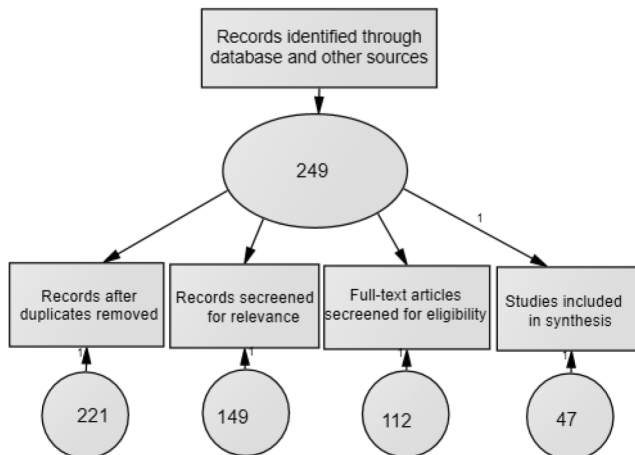 Records identified through
database and other sources
249
1
Records after
duplicates removed
Records secreened
for relevance
Full-text articles
secreened for eligibility
Studies included
in synthesis
1
1
1
1
221
149
112
47